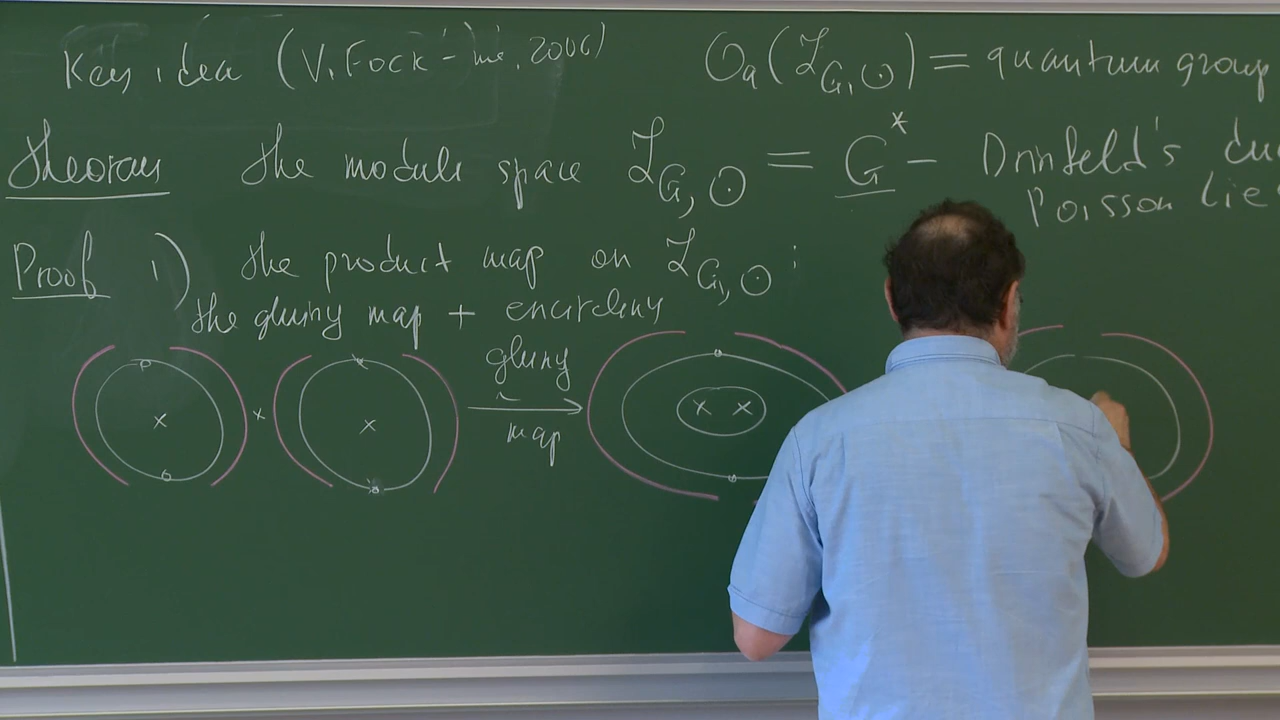 Key idea (V. Fock - me, 2006)
O_q(ℒ_{G,⊙}) = quantum group
Theorem The module space ℒ_{G,⊙} = G* – Drinfeld's du
Poisson Lie
Proof 1) The product map on ℒ_{G,⊙} :
the gluing map + encircling
gluing
map